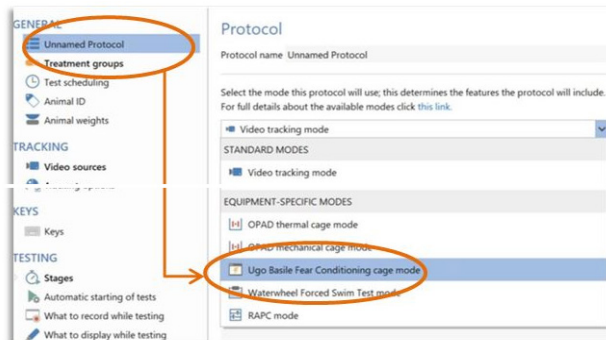 GENERAL
Unnamed Protocol
Treatment groups
Test scheduling
Animal ID
Animal weights
TRACKING
Video sources
KEYS
Keys
TESTING
Stages
Automatic starting of tests
What to record while testing
What to display while testing
Protocol
Protocol name Unnamed Protocol
Select the mode this protocol will use; this determines the features the protocol will include.
For full details about the available modes click this link.
Video tracking mode
STANDARD MODES
Video tracking mode
EQUIPMENT-SPECIFIC MODES
OPAD thermal cage mode
OPAD mechanical cage mode
Ugo Basile Fear Conditioning cage mode
Waterwheel Forced Swim Test mode
RAPC mode